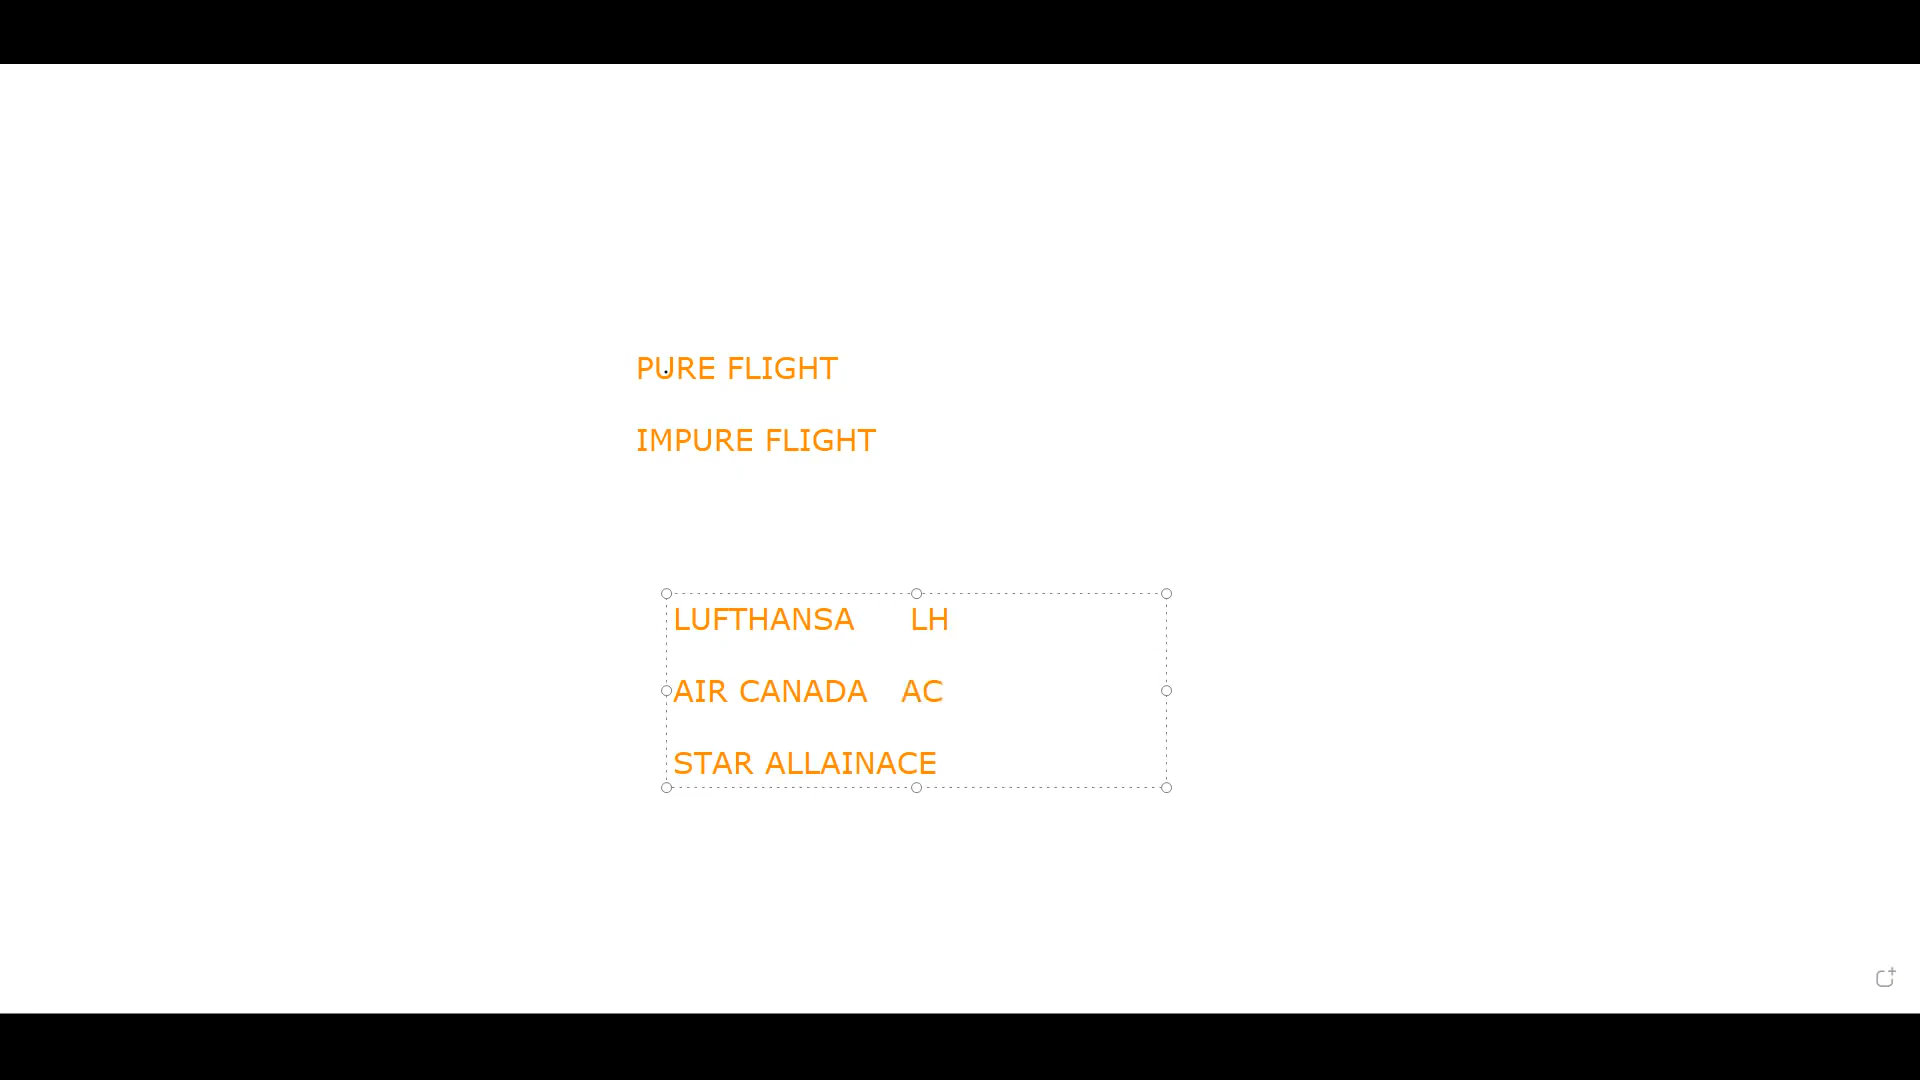 PURE FLIGHT
IMPURE FLIGHT
LUFTHANSA LH
AIR CANADA AC
STAR ALLAINACE